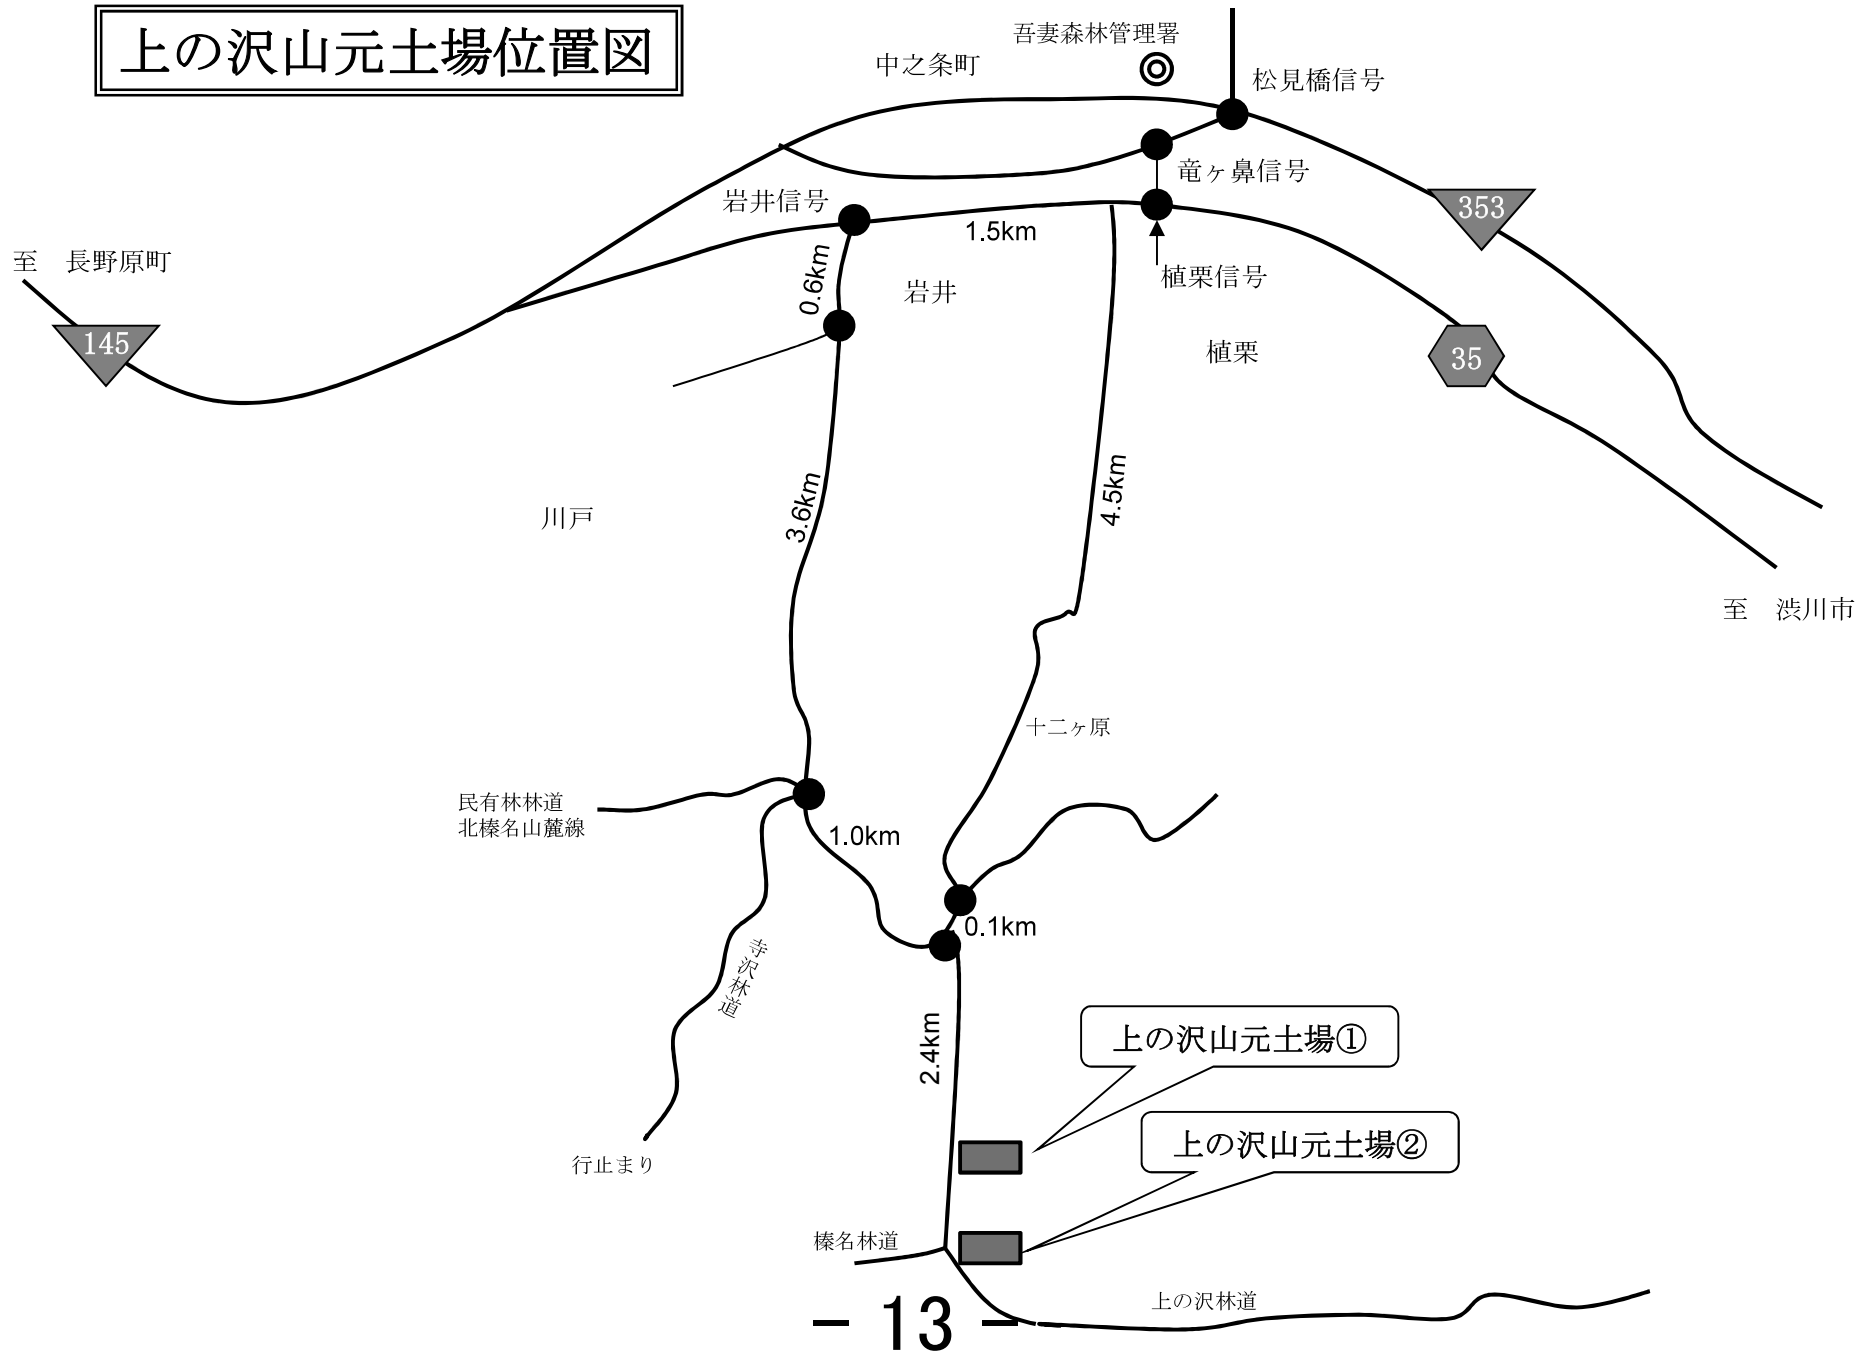 上の沢山元土場位置図
吾妻森林管理署
中之条町
松見橋信号
竜ヶ鼻信号
岩井信号
353
1.5km
至　長野原町
0.6km
植栗信号
岩井
145
植栗
35
3.6km
4.5km
川戸
至　渋川市
十二ヶ原
民有林林道
北榛名山麓線
1.0km
0.1km
寺沢林道
2.4km
上の沢山元土場①
上の沢山元土場②
行止まり
榛名林道
上の沢林道
－ 13 －